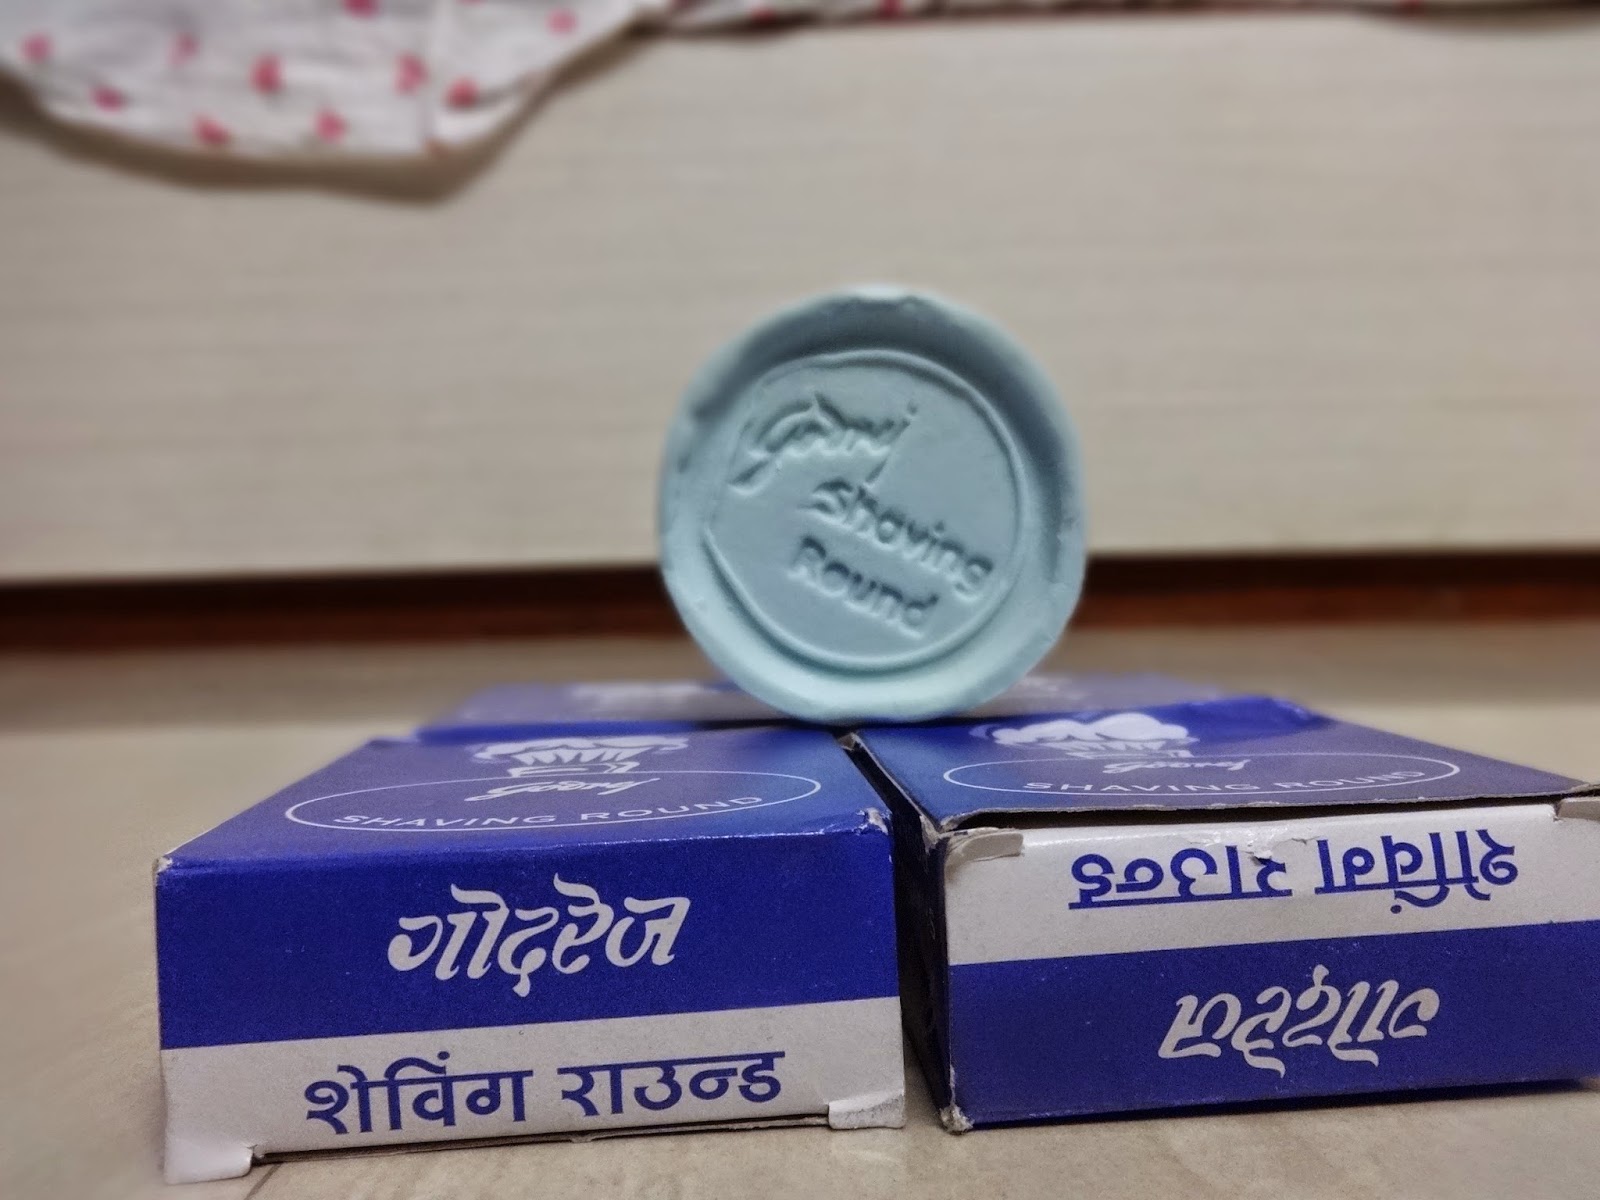 Godrej
Shaving
Round
Godrej
SHAVING ROUND
गोदरेज
शेविंग राउन्ड
Godrej
SHAVING ROUND
शेविंग राउन्ड
गोदरेज